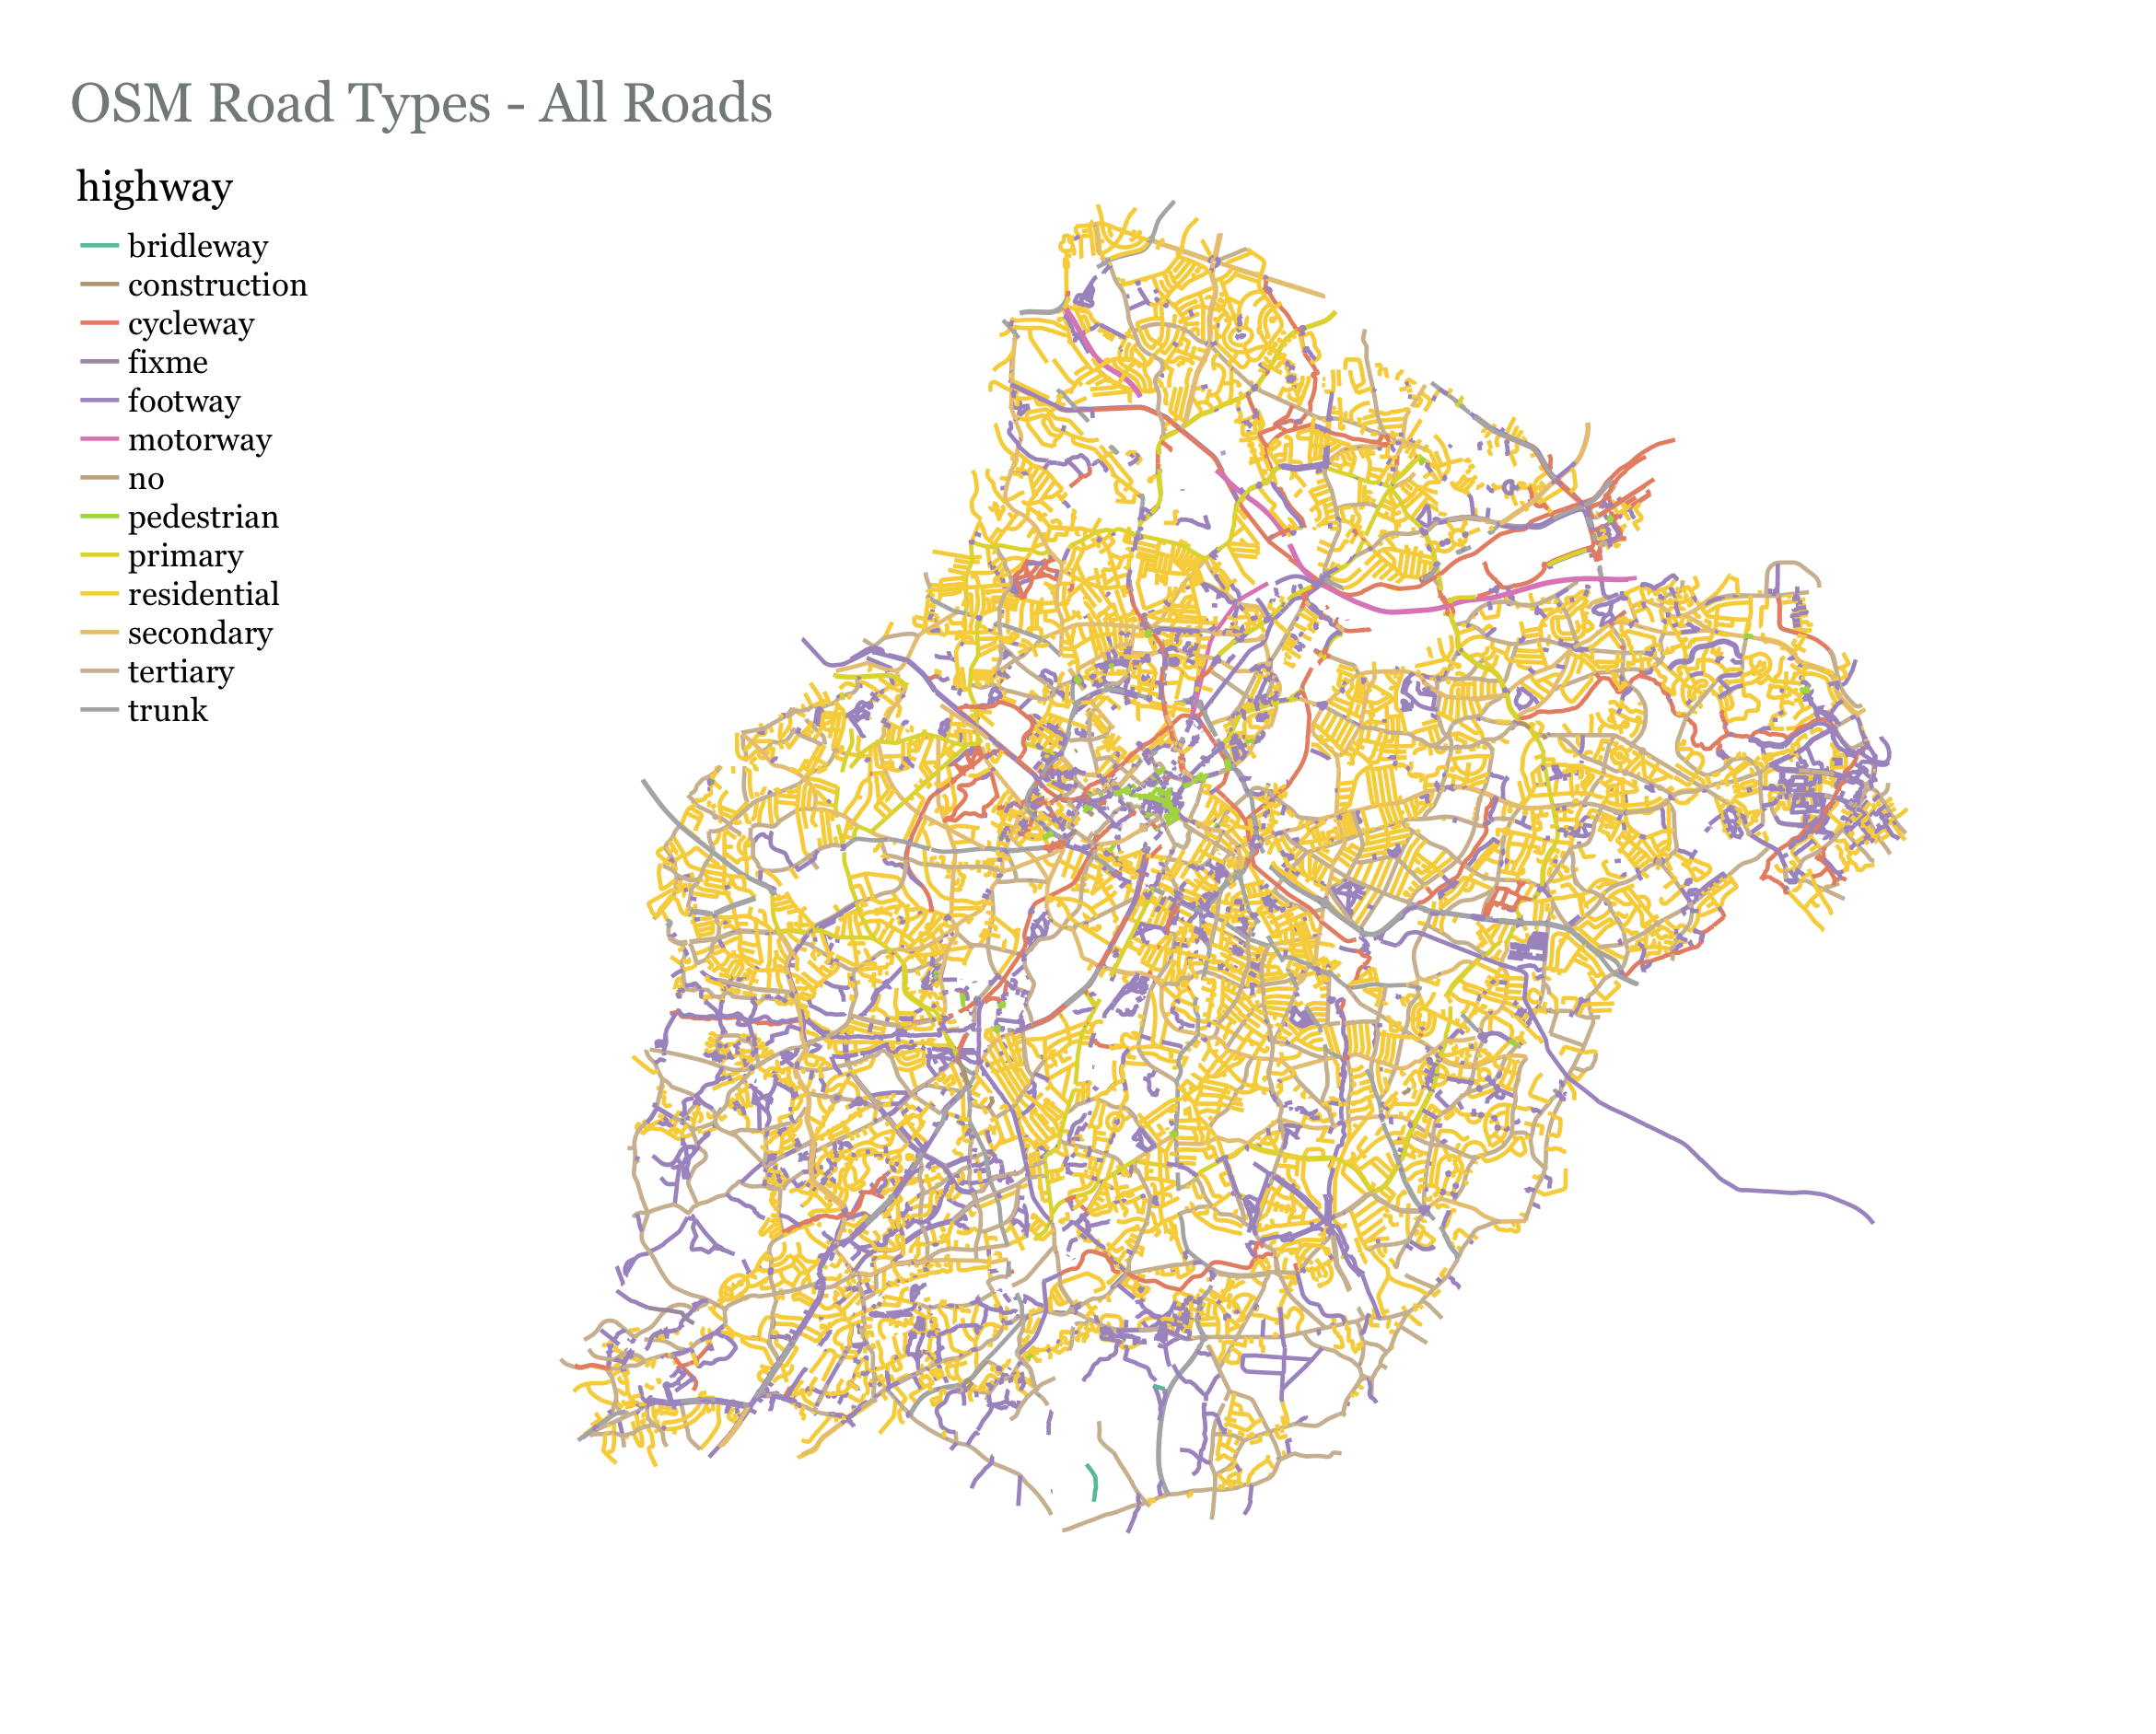 OSM Road Types - All Roads
highway
bridleway
construction
cycleway
fixme
footway
motorway
no
pedestrian
primary
residential
secondary
tertiary
trunk